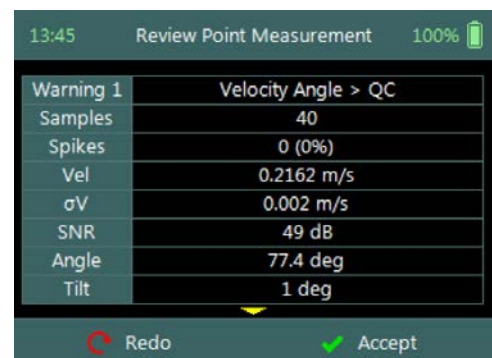 13:45 Review Point Measurement 100%
Warning 1 Velocity Angle > QC
Samples 40
Spikes 0 (0%)
Vel 0.2162 m/s
σV 0.002 m/s
SNR 49 dB
Angle 77.4 deg
Tilt 1 deg
Redo Accept